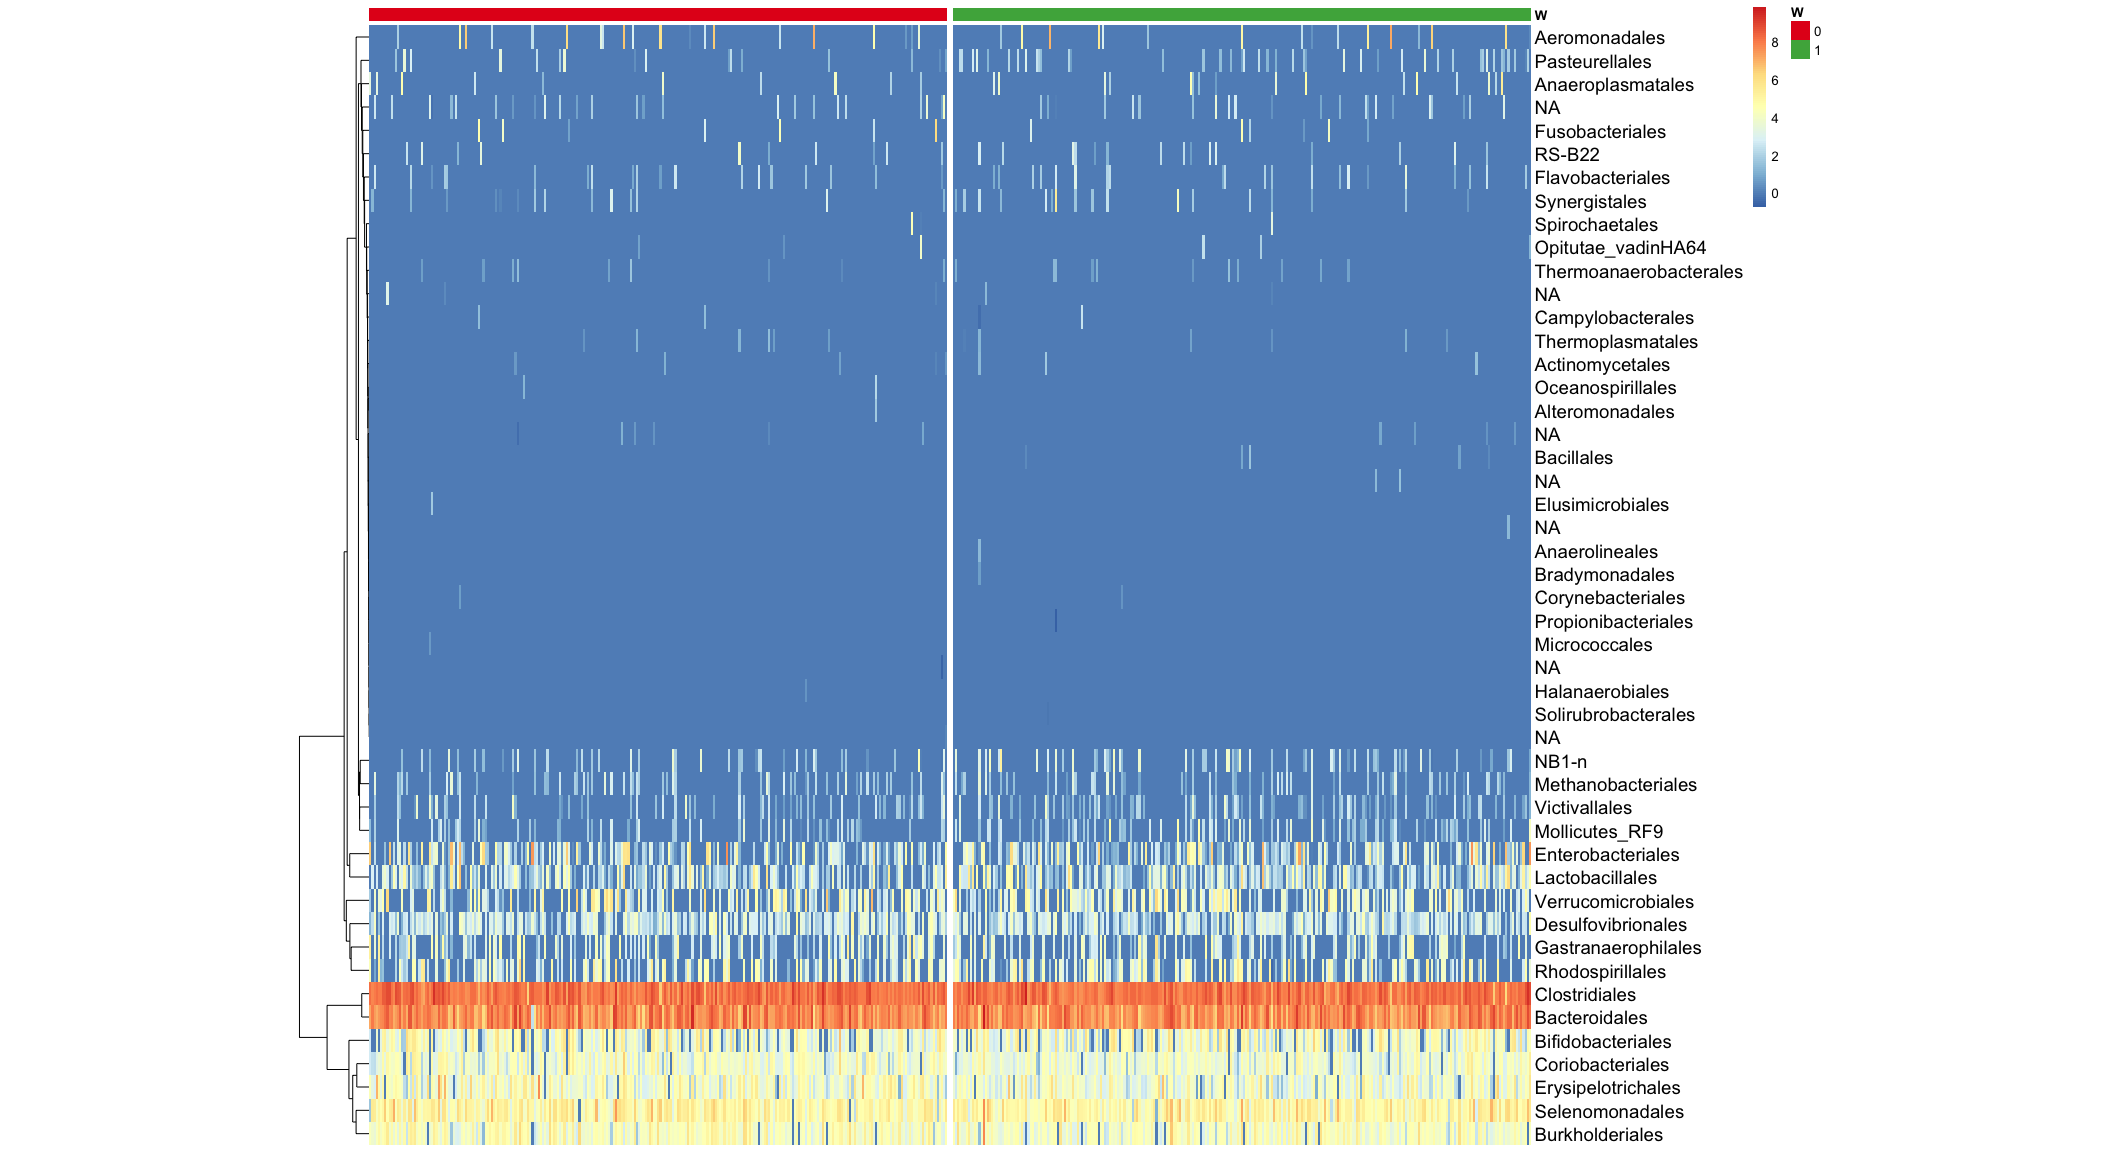 W
Aeromonadales
Pasteurellales
Anaeroplasmatales
NA
Fusobacteriales
RS-B22
Flavobacteriales
Synergistales
Spirochaetales
Opitutae_vadinHA64
Thermoanaerobacterales
NA
Campylobacterales
Thermoplasmatales
Actinomycetales
Oceanospirillales
Alteromonadales
NA
Bacillales
NA
Elusimicrobiales
NA
Anaerolineales
Bradymonadales
Corynebacteriales
Propionibacteriales
Micrococcales
NA
Halanaerobiales
Solirubrobacterales
NA
NB1-n
Methanobacteriales
Victivallales
Mollicutes_RF9
Enterobacteriales
Lactobacillales
Verrucomicrobiales
Desulfovibrionales
Gastranaerophilales
Rhodospirillales
Clostridiales
Bacteroidales
Bifidobacteriales
Coriobacteriales
Erysipelotrichales
Selenomonadales
Burkholderiales
8
6
4
2
0
W
0
1